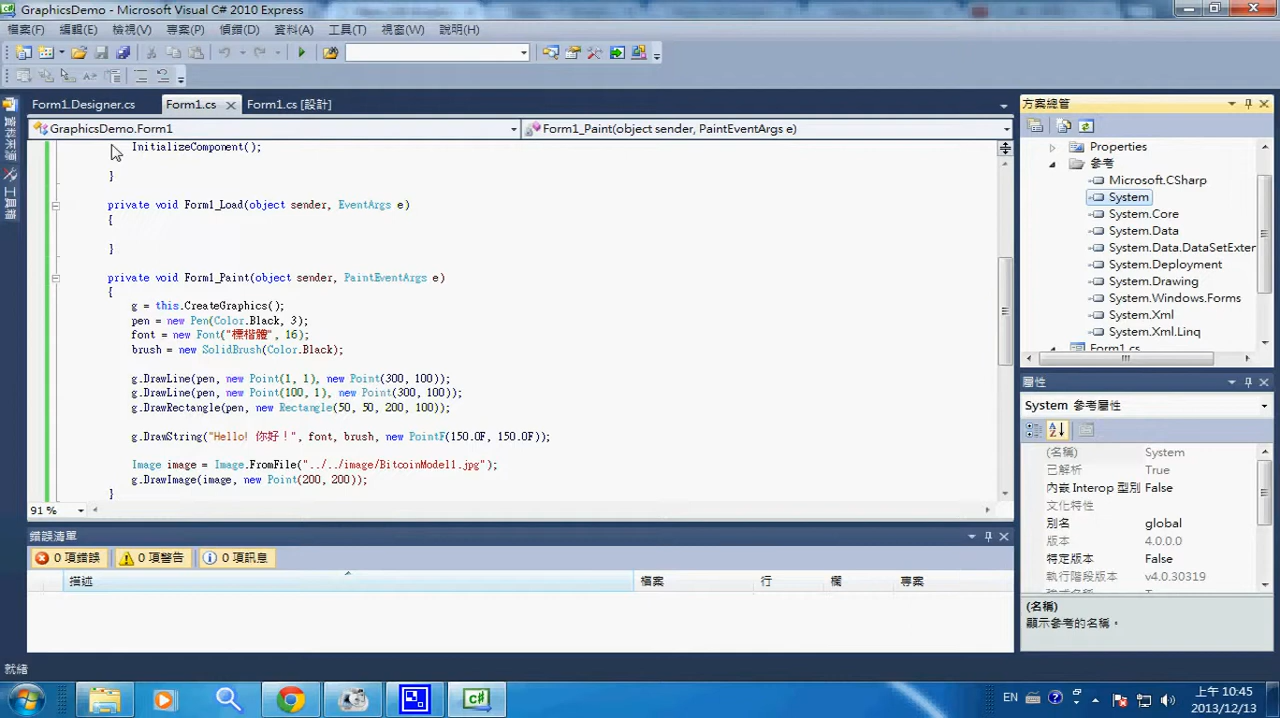 GraphicsDemo - Microsoft Visual C# 2010 Express
檔案(F) 編輯(E) 檢視(V) 專案(P) 偵錯(D) 資料(A) 工具(T) 視窗(W) 說明(H)
Form1.Designer.cs Form1.cs Form1.cs [設計]
GraphicsDemo.Form1 Form1_Paint(object sender, PaintEventArgs e)
InitializeComponent();
}
private void Form1_Load(object sender, EventArgs e)
{
}
private void Form1_Paint(object sender, PaintEventArgs e)
{
g = this.CreateGraphics();
pen = new Pen(Color.Black, 3);
font = new Font("標楷體", 16);
brush = new SolidBrush(Color.Black);
g.DrawLine(pen, new Point(1, 1), new Point(300, 100));
g.DrawLine(pen, new Point(100, 1), new Point(300, 100));
g.DrawRectangle(pen, new Rectangle(50, 50, 200, 100));
g.DrawString("Hello! 你好！", font, brush, new PointF(150.0F, 150.0F));
Image image = Image.FromFile("../../image/BitcoinModel1.jpg");
g.DrawImage(image, new Point(200, 200));
}
91 %
錯誤清單
0 項錯誤 0 項警告 0 項訊息
描述 檔案 行 欄 專案
就緒
資料來源
工具箱
方案總管
Properties
參考
Microsoft.CSharp
System
System.Core
System.Data
System.Data.DataSetExter
System.Deployment
System.Drawing
System.Windows.Forms
System.Xml
System.Xml.Linq
Form1.cs
屬性
System 參考屬性
(名稱) System
已解析 True
內嵌 Interop 型別 False
文化特性
別名 global
版本 4.0.0.0
特定版本 False
執行階段版本 v4.0.30319
(名稱)
顯示參考的名稱。
EN
上午 10:45
2013/12/13